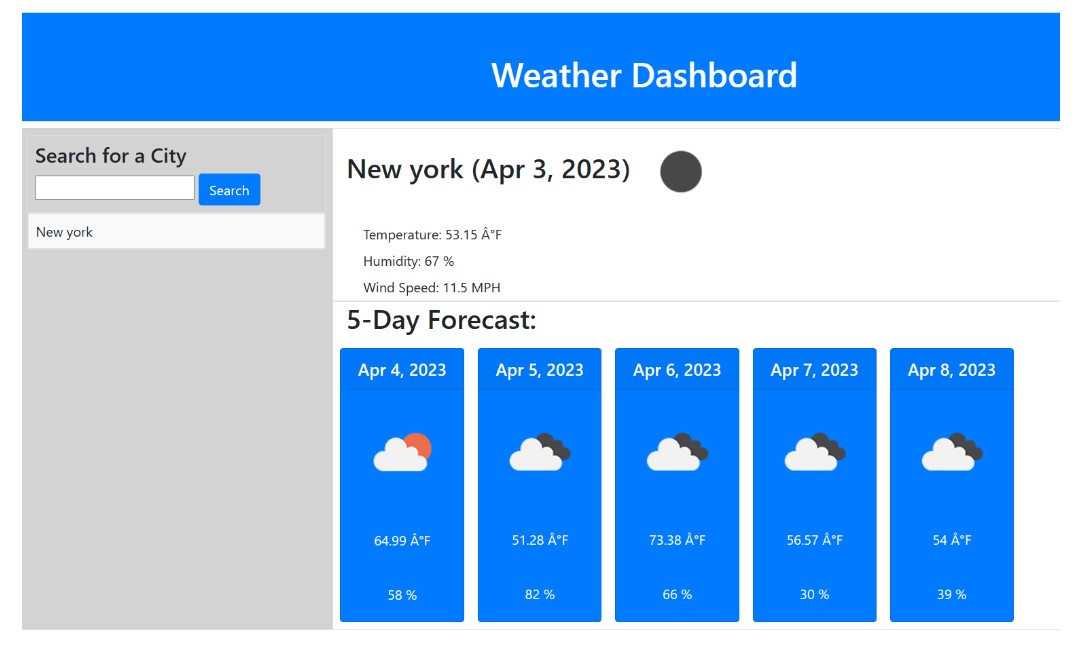 Weather Dashboard
Search for a City
Search
New york
New york (Apr 3, 2023)
Temperature: 53.15 Â°F
Humidity: 67 %
Wind Speed: 11.5 MPH
5-Day Forecast:
Apr 4, 2023 Apr 5, 2023 Apr 6, 2023 Apr 7, 2023 Apr 8, 2023
64.99 Â°F 51.28 Â°F 73.38 Â°F 56.57 Â°F 54 Â°F
58 % 82 % 66 % 30 % 39 %